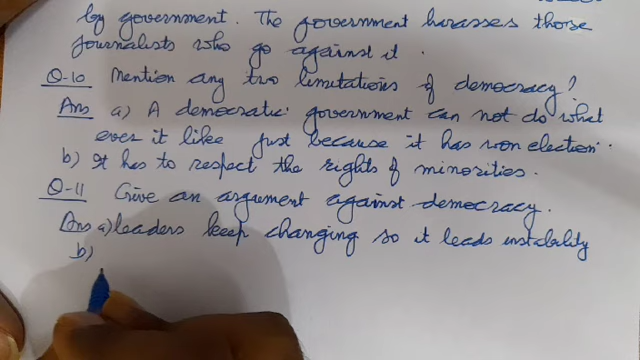 by government. The government harasses those
journalists who go against it.
Q-10 Mention any two limitations of democracy?
Ans a) A democratic government can not do what
ever it like just because it has won election.
b) It has to respect the rights of minorities.
Q-11 Give an argument against democracy.
Ans a) leaders keep changing so it leads instability
b)